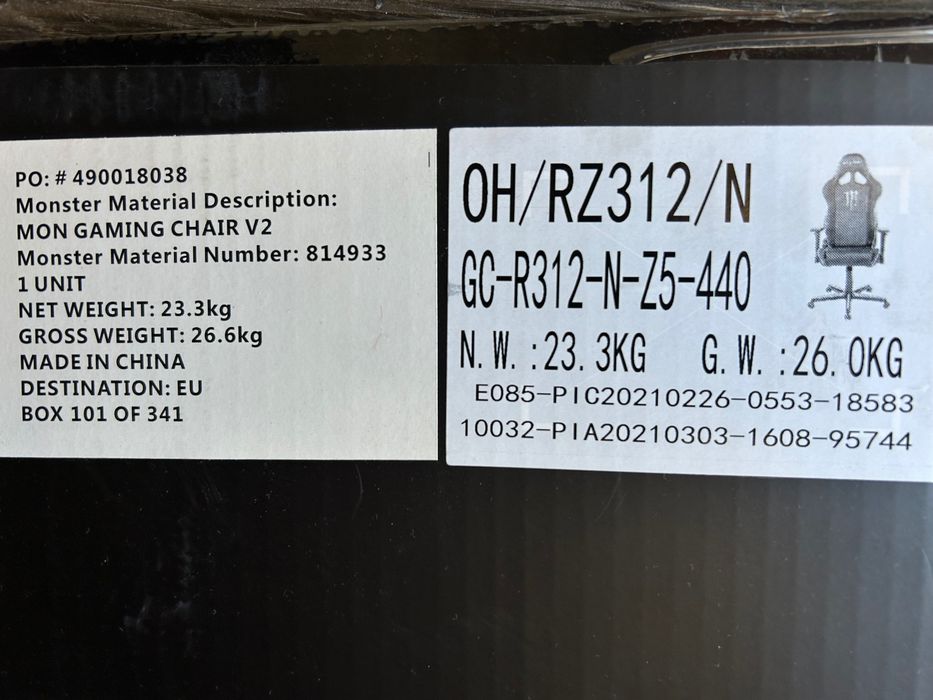 PO: # 490018038
Monster Material Description:
MON GAMING CHAIR V2
Monster Material Number: 814933
1 UNIT
NET WEIGHT: 23.3kg
GROSS WEIGHT: 26.6kg
MADE IN CHINA
DESTINATION: EU
BOX 101 OF 341
OH/RZ312/N
GC-R312-N-Z5-440
N. W. :23. 3KG G. W. :26. 0KG
E085-PIC20210226-0553-18583
10032-PIA20210303-1608-95744